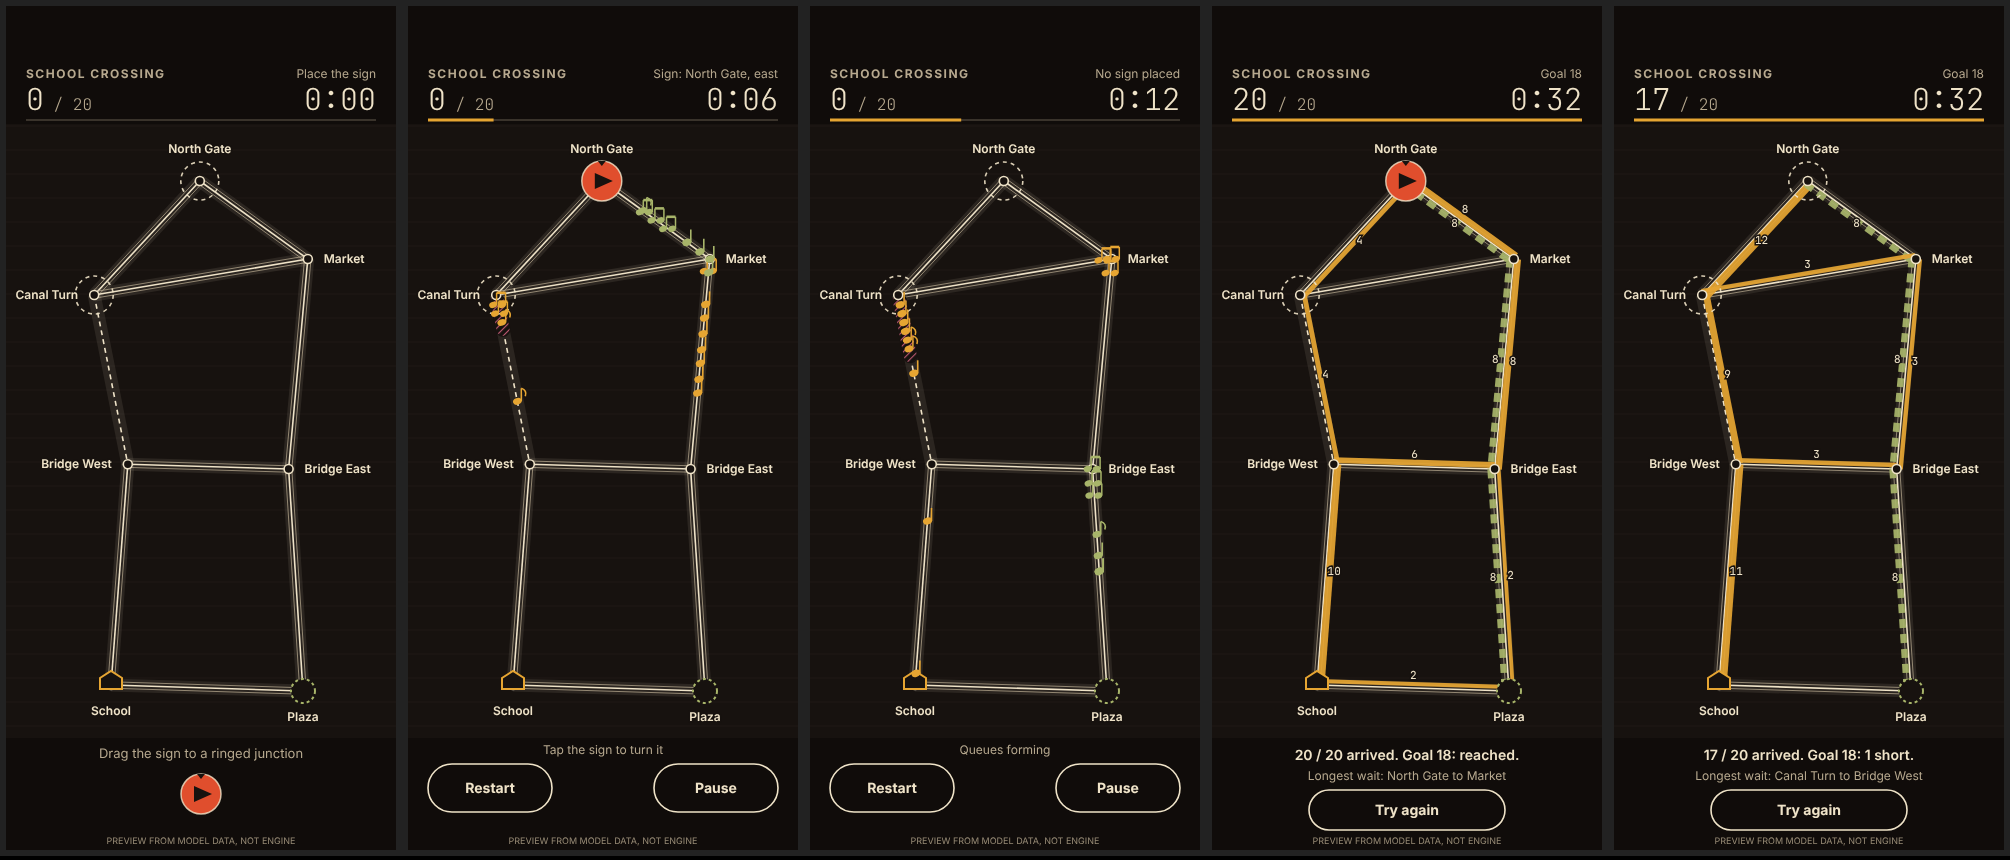 SCHOOL CROSSING
Place the sign
0 / 20
0:00
North Gate
Market
Canal Turn
Bridge West
Bridge East
School
Plaza
Drag the sign to a ringed junction
PREVIEW FROM MODEL DATA, NOT ENGINE
SCHOOL CROSSING
Sign: North Gate, east
0 / 20
0:06
North Gate
Market
Canal Turn
Bridge West
Bridge East
School
Plaza
Tap the sign to turn it
Restart
Pause
PREVIEW FROM MODEL DATA, NOT ENGINE
SCHOOL CROSSING
No sign placed
0 / 20
0:12
North Gate
Market
Canal Turn
Bridge West
Bridge East
School
Plaza
Queues forming
Restart
Pause
PREVIEW FROM MODEL DATA, NOT ENGINE
SCHOOL CROSSING
Goal 18
20 / 20
0:32
North Gate
8
8
4
Market
Canal Turn
8
8
4
6
Bridge West
Bridge East
10
8
2
2
School
Plaza
20 / 20 arrived. Goal 18: reached.
Longest wait: North Gate to Market
Try again
PREVIEW FROM MODEL DATA, NOT ENGINE
SCHOOL CROSSING
Goal 18
17 / 20
0:32
North Gate
8
12
Market
3
Canal Turn
8
3
9
3
Bridge West
Bridge East
11
8
School
Plaza
17 / 20 arrived. Goal 18: 1 short.
Longest wait: Canal Turn to Bridge West
Try again
PREVIEW FROM MODEL DATA, NOT ENGINE